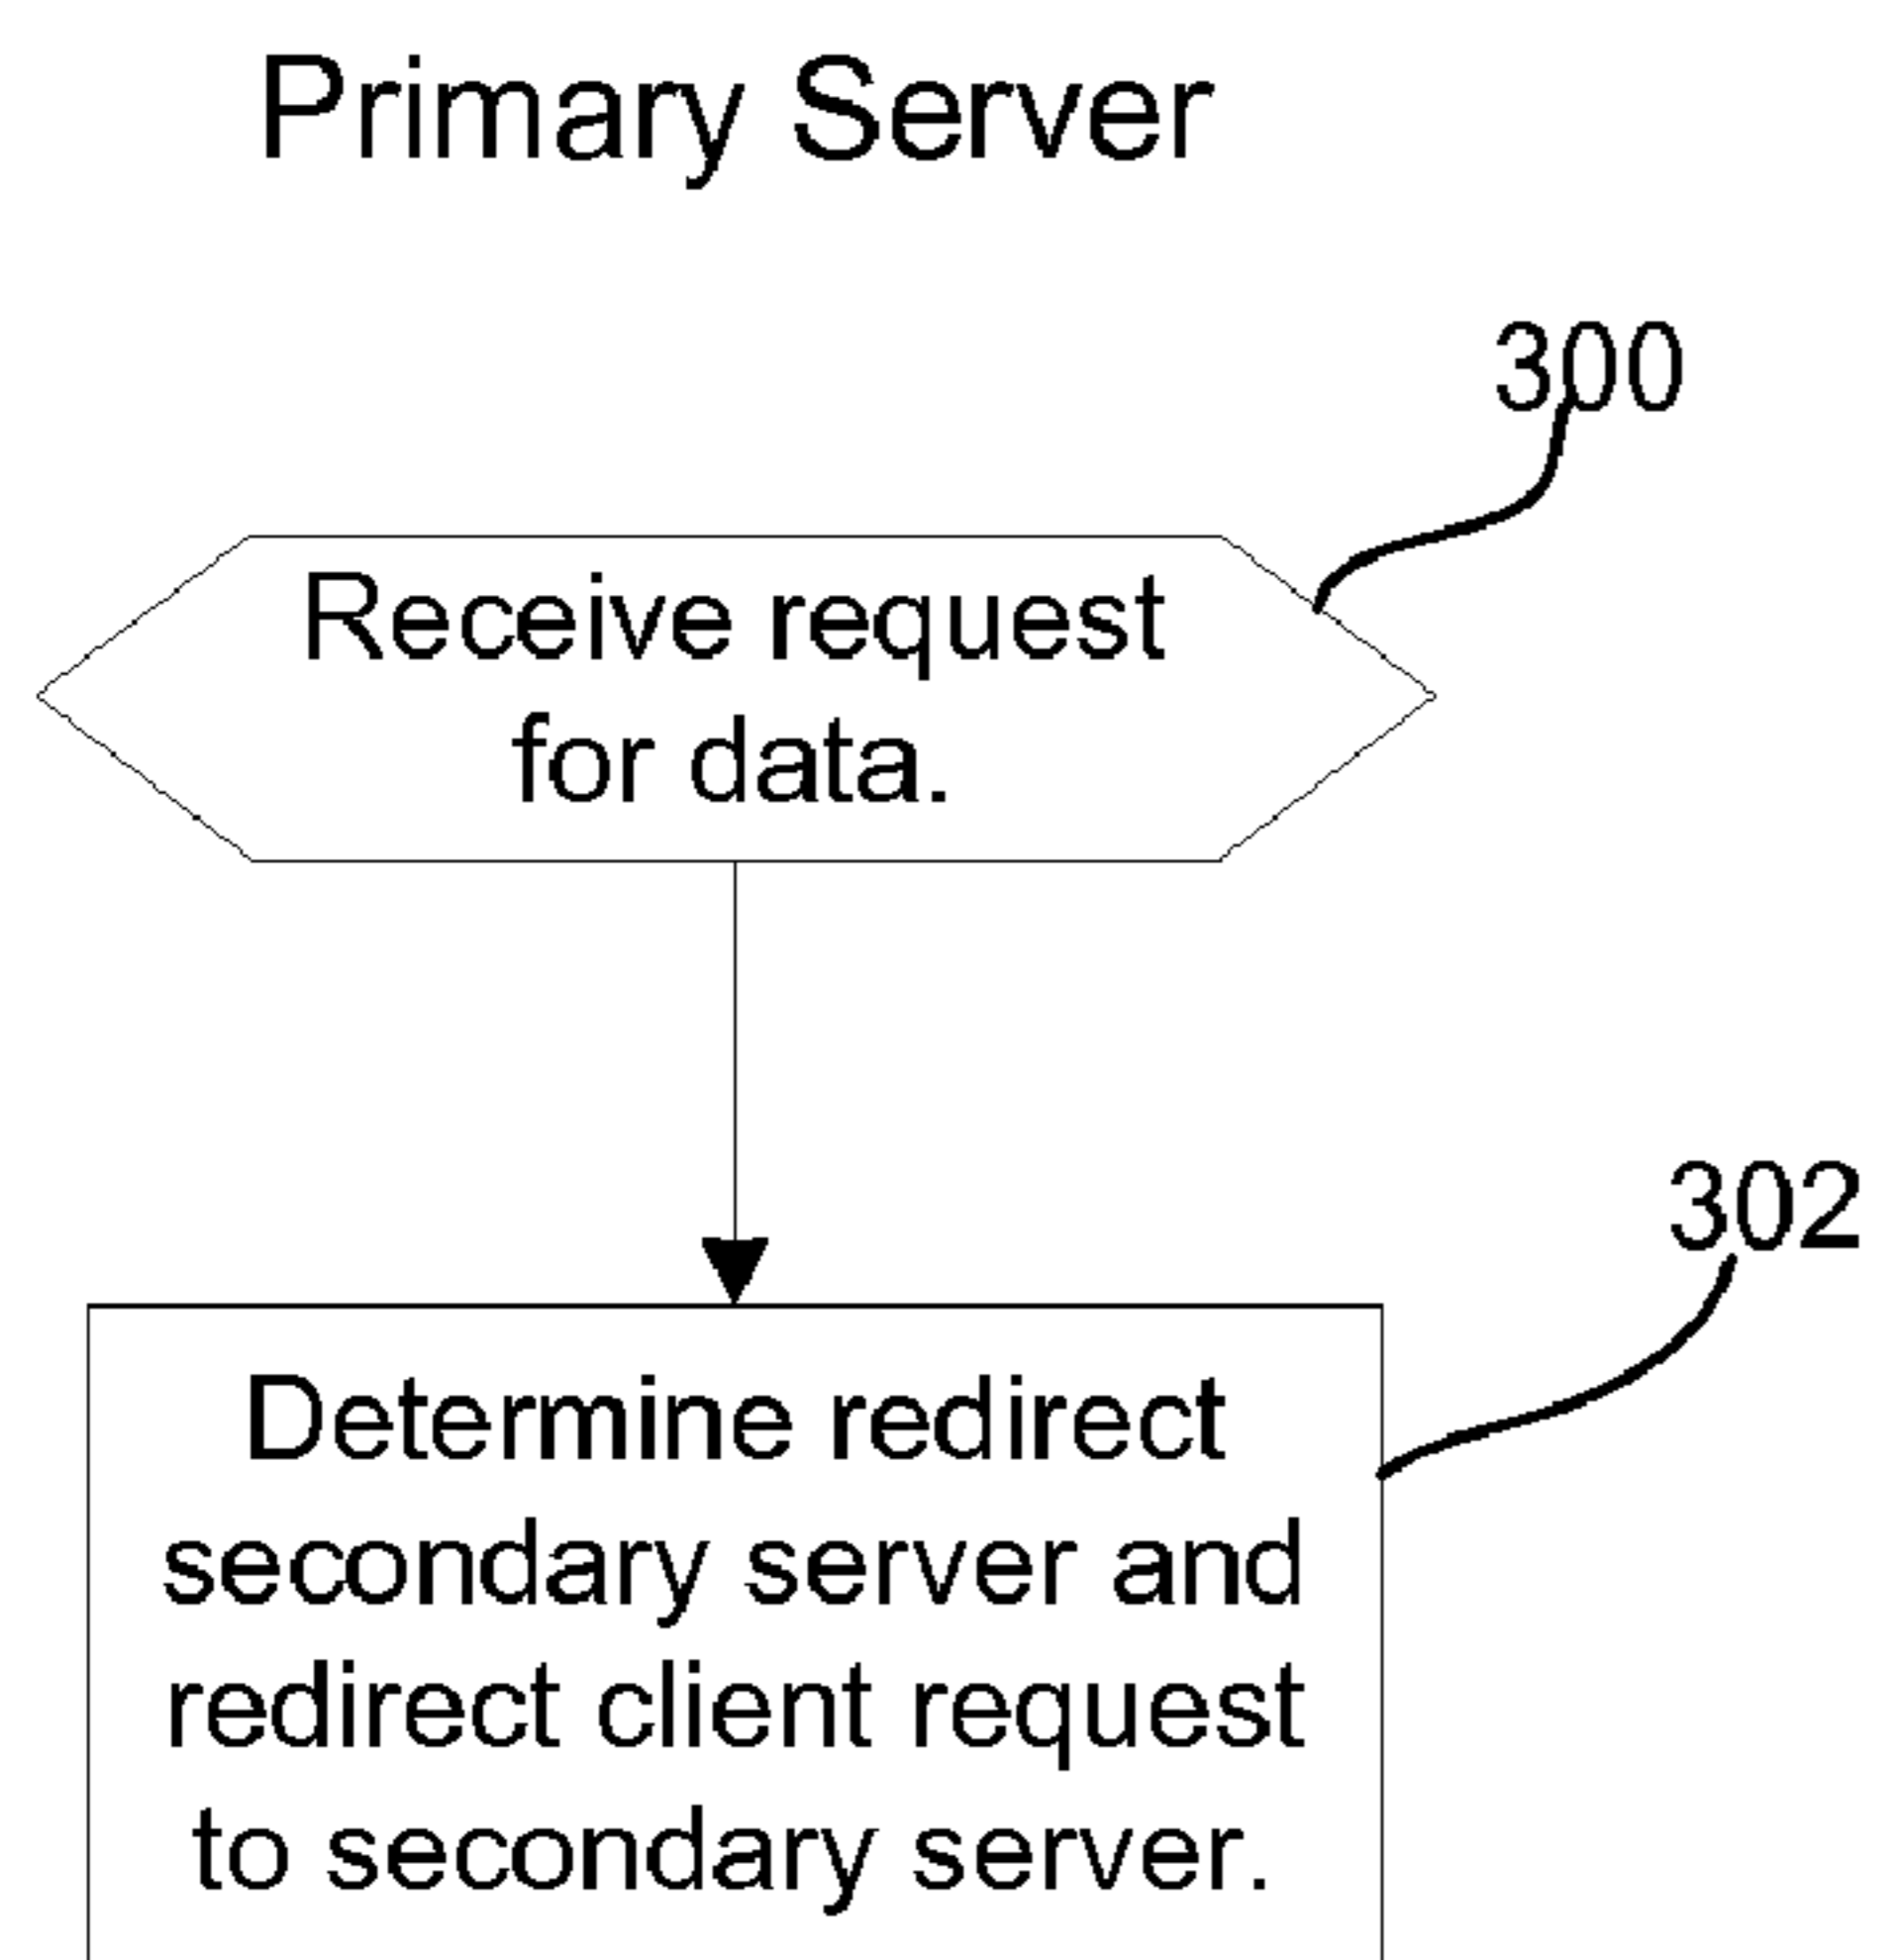 Primary Server
300
Receive request
for data.
302
Determine redirect
secondary server and
redirect client request
to secondary server.